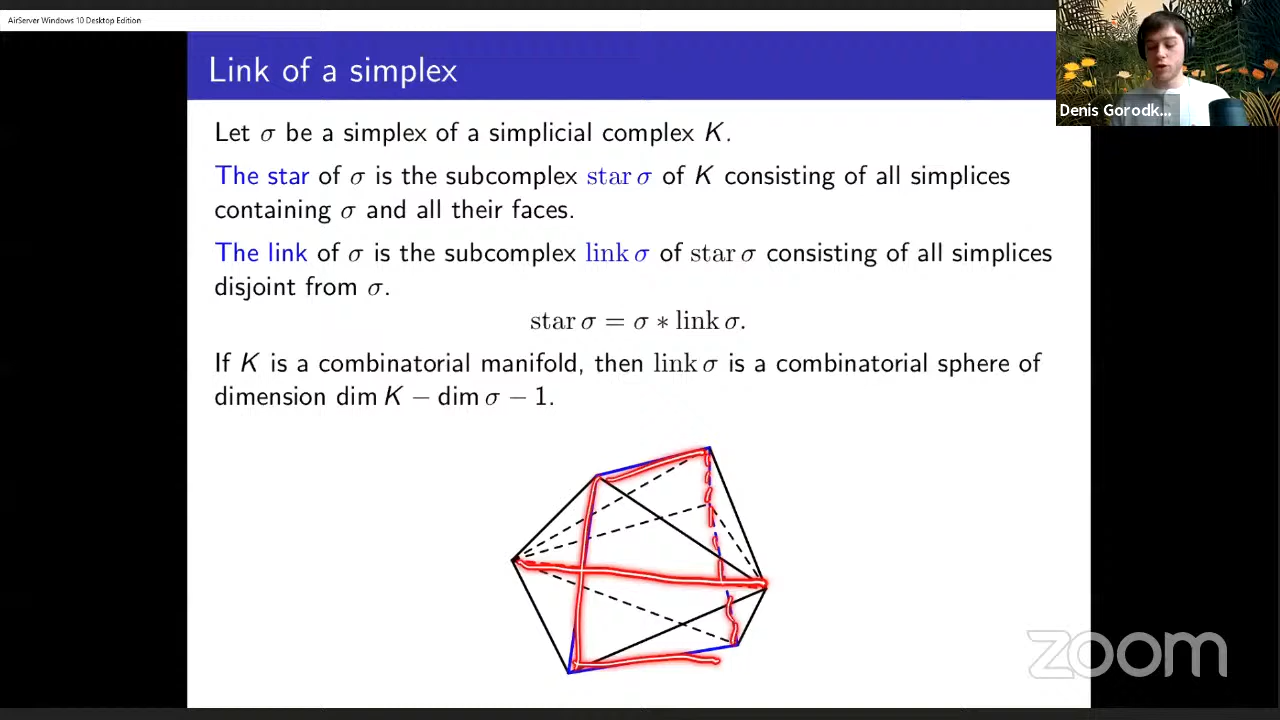 AirServer Windows 10 Desktop Edition
Link of a simplex
Denis Gorodk...
Let σ be a simplex of a simplicial complex K.
The star of σ is the subcomplex star σ of K consisting of all simplices
containing σ and all their faces.
The link of σ is the subcomplex link σ of star σ consisting of all simplices
disjoint from σ.
star σ = σ ∗ link σ.
If K is a combinatorial manifold, then link σ is a combinatorial sphere of
dimension dim K − dim σ − 1.
zoom